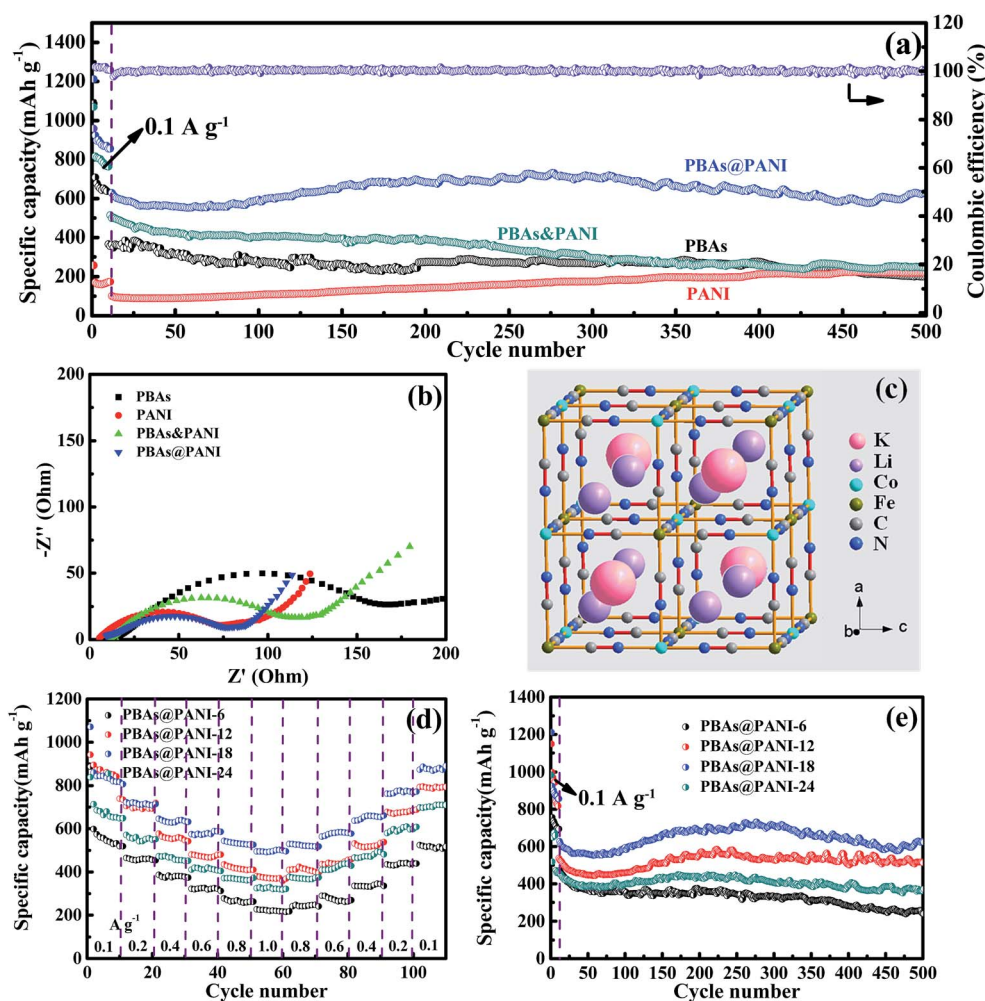 (a)
Specific capacity(mAh g-1)
1400
1200
1000
800
600
400
200
0
0.1 A g-1
PBAs@PANI
PBAs&PANI
PBAs
PANI
120
100
80
60
40
20
0
Coulombic efficiency (%)
0 50 100 150 200 250 300 350 400 450 500
Cycle number
(b)
-Z'' (Ohm)
200
150
100
50
0
PBAs
PANI
PBAs&PANI
PBAs@PANI
0 50 100 150 200
Z' (Ohm)
(c)
K
Li
Co
Fe
C
N
a
b c
(d)
Specific capacity(mAh g-1)
1200
1000
800
600
400
200
0
PBAs@PANI-6
PBAs@PANI-12
PBAs@PANI-18
PBAs@PANI-24
A g-1
0.1 0.2 0.4 0.6 0.8 1.0 0.8 0.6 0.4 0.2 0.1
0 20 40 60 80 100
Cycle number
(e)
Specific capacity(mAh g-1)
1400
1200
1000
800
600
400
200
0
PBAs@PANI-6
PBAs@PANI-12
PBAs@PANI-18
PBAs@PANI-24
0.1 A g-1
0 50 100 150 200 250 300 350 400 450 500
Cycle number